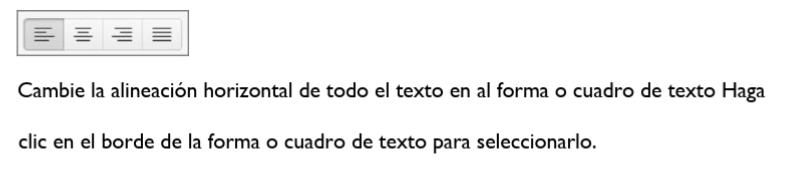 Cambie la alineación horizontal de todo el texto en al forma o cuadro de texto Haga
clic en el borde de la forma o cuadro de texto para seleccionarlo.